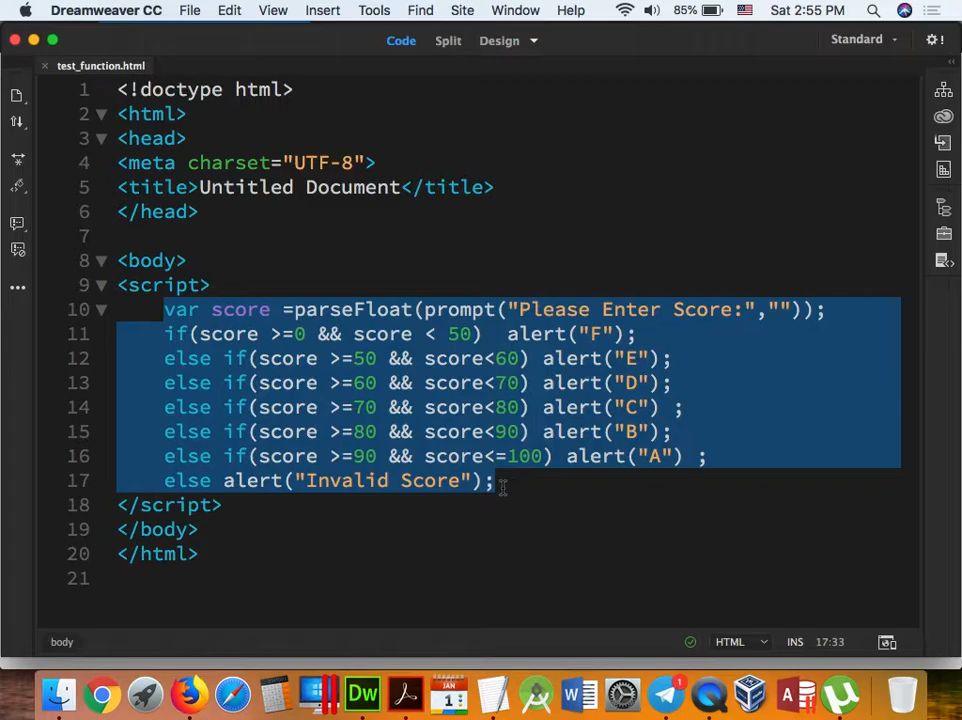 Dreamweaver CC File Edit View Insert Tools Find Site Window Help 85% Sat 2:55 PM
Code Split Design Standard
test_function.html
1 <!doctype html>
2 <html>
3 <head>
4 <meta charset="UTF-8">
5 <title>Untitled Document</title>
6 </head>
7
8 <body>
9 <script>
10 var score =parseFloat(prompt("Please Enter Score:",""));
11 if(score >=0 && score < 50)  alert("F");
12 else if(score >=50 && score<60) alert("E");
13 else if(score >=60 && score<70) alert("D");
14 else if(score >=70 && score<80) alert("C") ;
15 else if(score >=80 && score<90) alert("B");
16 else if(score >=90 && score<=100) alert("A") ;
17 else alert("Invalid Score");
18 </script>
19 </body>
20 </html>
21
body HTML INS 17:33
Dw 1 W A 1